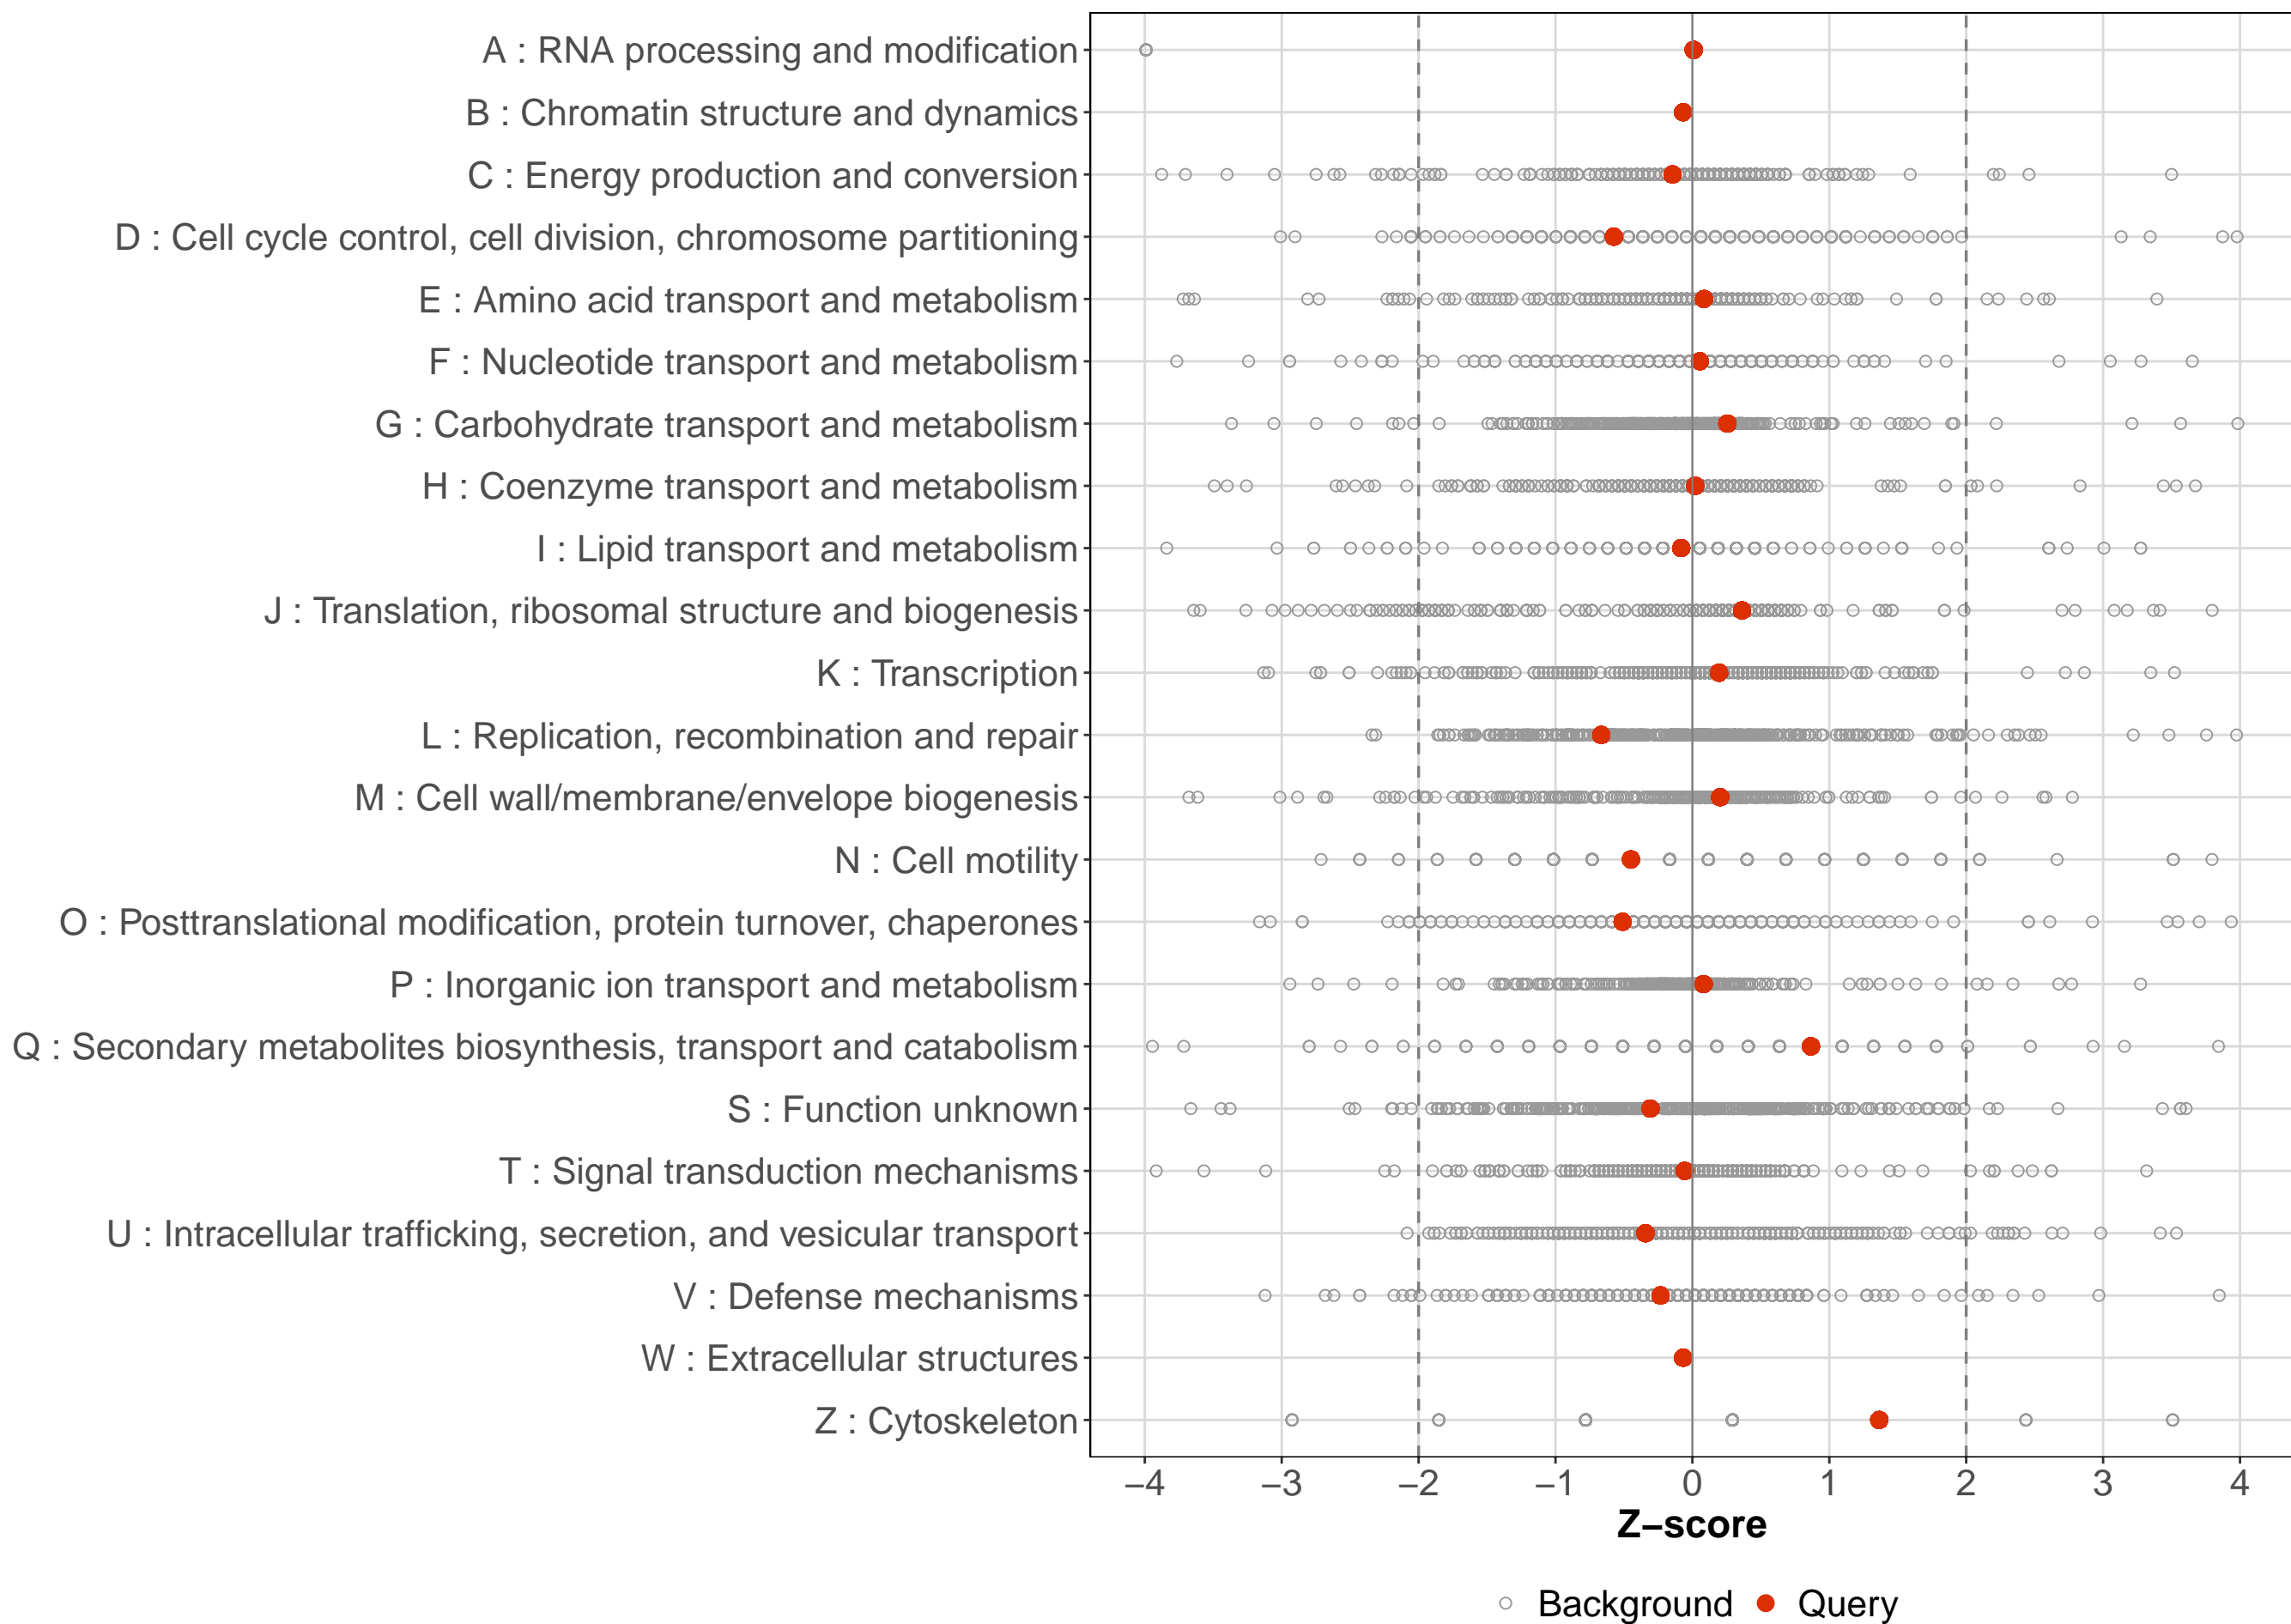 A : RNA processing and modification
B : Chromatin structure and dynamics
C : Energy production and conversion
D : Cell cycle control, cell division, chromosome partitioning
E : Amino acid transport and metabolism
F : Nucleotide transport and metabolism
G : Carbohydrate transport and metabolism
H : Coenzyme transport and metabolism
I : Lipid transport and metabolism
J : Translation, ribosomal structure and biogenesis
K : Transcription
L : Replication, recombination and repair
M : Cell wall/membrane/envelope biogenesis
N : Cell motility
O : Posttranslational modification, protein turnover, chaperones
P : Inorganic ion transport and metabolism
Q : Secondary metabolites biosynthesis, transport and catabolism
S : Function unknown
T : Signal transduction mechanisms
U : Intracellular trafficking, secretion, and vesicular transport
V : Defense mechanisms
W : Extracellular structures
Z : Cytoskeleton
−4 −3 −2 −1 0 1 2 3 4
Z−score
Background Query